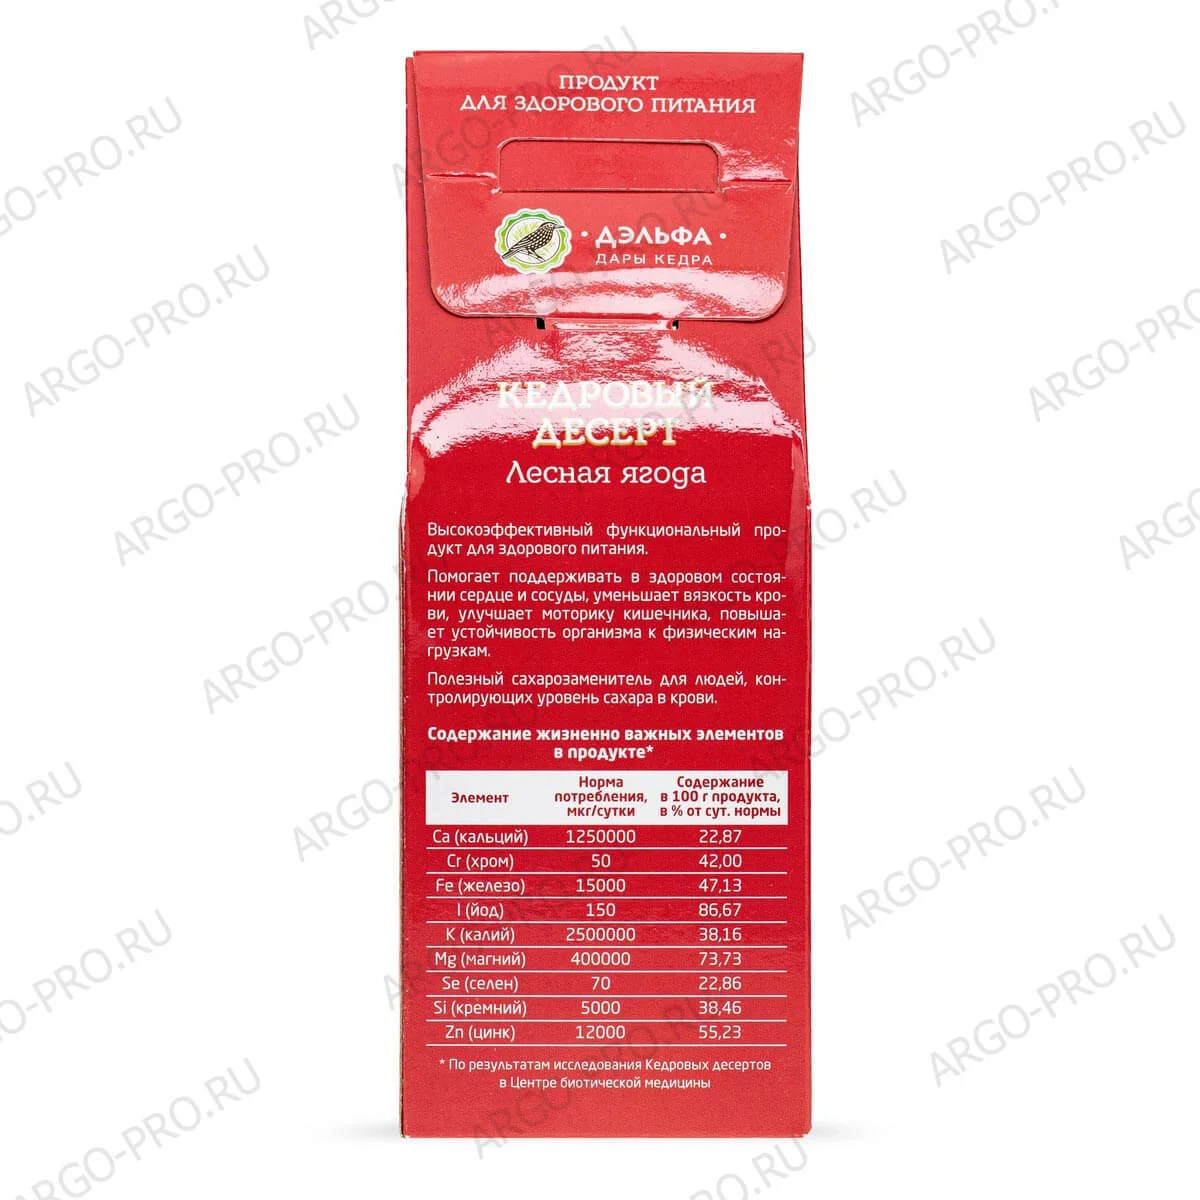 ПРОДУКТ
ДЛЯ ЗДОРОВОГО ПИТАНИЯ
· ДЭЛЬФА ·
ДАРЫ КЕДРА
КЕДРОВЫЙ
ДЕСЕРТ
Лесная ягода
Высокоэффективный функциональный про-
дукт для здорового питания.
Помогает поддерживать в здоровом состоя-
нии сердце и сосуды, уменьшает вязкость кро-
ви, улучшает моторику кишечника, повыша-
ет устойчивость организма к физическим на-
грузкам.
Полезный сахарозаменитель для людей, кон-
тролирующих уровень сахара в крови.
Содержание жизненно важных элементов
в продукте*
Элемент Норма потребления, мкг/сутки Содержание в 100 г продукта, в % от сут. нормы
Ca (кальций) 1250000 22,87
Cr (хром) 50 42,00
Fe (железо) 15000 47,13
I (йод) 150 86,67
K (калий) 2500000 38,16
Mg (магний) 400000 73,73
Se (селен) 70 22,86
Si (кремний) 5000 38,46
Zn (цинк) 12000 55,23
* По результатам исследования Кедровых десертов
в Центре биотической медицины
ARGO-PRO.RU